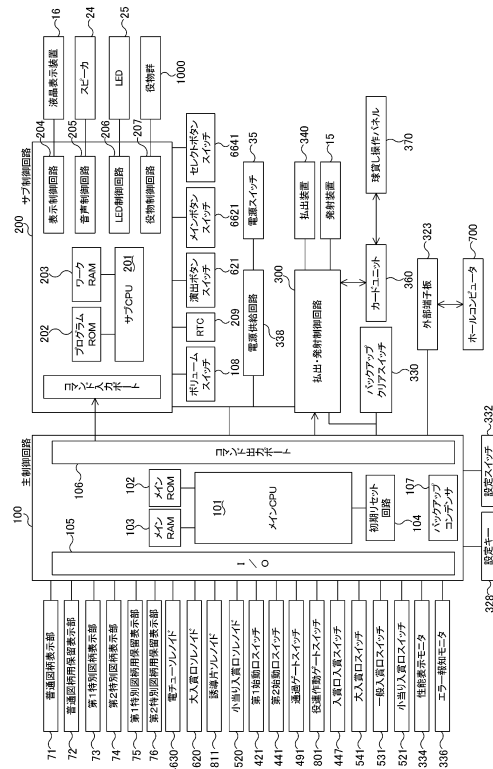 主制御回路
100
105
I/O
103
メインRAM
102
メインROM
106
コマンド出力ポート
101
メインCPU
初期リセット回路
104
107
バックアップコンデンサ
328
設定キー
設定スイッチ
332
71
普通図柄表示部
72
普通図柄用保留表示部
73
第1特別図柄表示部
74
第2特別図柄表示部
75
第1特別図柄用保留表示部
76
第2特別図柄用保留表示部
630
電チューソレノイド
620
大入賞口ソレノイド
811
誘導片ソレノイド
520
小当り入賞口ソレノイド
421
第1始動口スイッチ
441
第2始動口スイッチ
491
通過ゲートスイッチ
801
役連作動ゲートスイッチ
447
入賞口入賞スイッチ
541
大入賞口スイッチ
531
一般入賞口スイッチ
521
小当り入賞口スイッチ
334
性能表示モニタ
336
エラー報知モニタ
サブ制御回路
200
コマンド入力ポート
202
プログラムROM
203
ワークRAM
201
サブCPU
204
表示制御回路
205
音声制御回路
206
LED制御回路
207
役物制御回路
液晶表示装置
16
スピーカ
24
LED
25
役物群
1000
ボリュームスイッチ
108
RTC
209
演出ボタンスイッチ
621
メインボタンスイッチ
6621
セレクトボタンスイッチ
6641
電源供給回路
338
電源スイッチ
35
300
払出・発射制御回路
払出装置
340
発射装置
15
バックアップクリアスイッチ
330
カードユニット
360
球貸し操作パネル
370
外部端子板
323
ホールコンピュータ
700